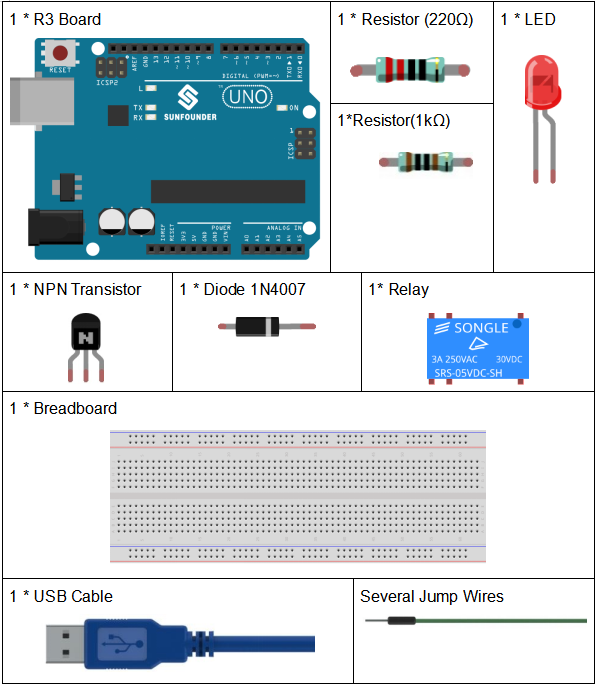 1 * R3 Board
1 * Resistor (220Ω)
1 * LED
RESET
ICSP2
AREF
GND
13
12
~11
~10
~9
8
7
~6
~5
4
~3
2
TX0▶1
RX0◀0
DIGITAL (PWM=~)
L
TX
RX
SUNFOUNDER
™
UNO
ON
1
ICSP
IOREF
RESET
3V3
5V
GND
GND
VIN
POWER
ANALOG IN
A0
A1
A2
A3
A4
A5
1*Resistor(1kΩ)
1 * NPN Transistor
N
1 * Diode 1N4007
1* Relay
SONGLE
3A 250VAC 30VDC
SRS-05VDC-SH
1 * Breadboard
1 * USB Cable
Several Jump Wires